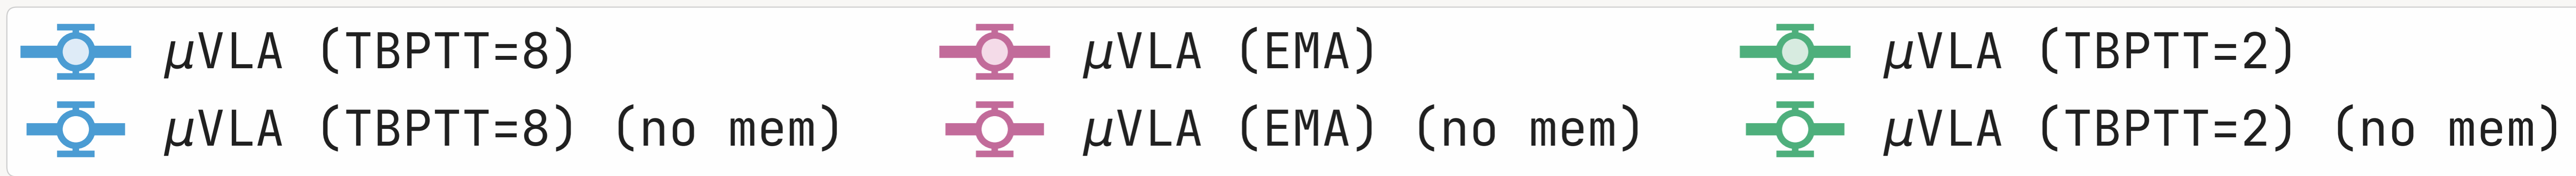 μVLA (TBPTT=8) μVLA (EMA) μVLA (TBPTT=2)
μVLA (TBPTT=8) (no mem) μVLA (EMA) (no mem) μVLA (TBPTT=2) (no mem)